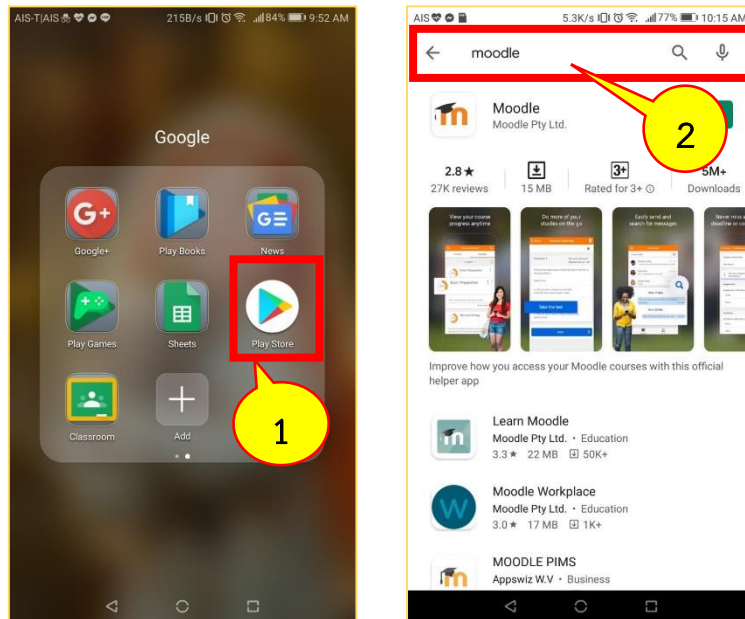 AIS-T|AIS 215B/s 84% 9:52 AM
Google
Google+ Play Books News
Play Games Sheets Play Store
Classroom Add
1
AIS 5.3K/s 77% 10:15 AM
moodle
2
Moodle
Moodle Pty Ltd.
2.8★ 3+ 5M+
27K reviews 15 MB Rated for 3+ Downloads
View your course
progress anytime
Do more of your
studies on the go
Easily send and
search for messages
Never miss a
Take the test
Improve how you access your Moodle courses with this official
helper app
Learn Moodle
Moodle Pty Ltd. • Education
3.3★ 22 MB 50K+
Moodle Workplace
Moodle Pty Ltd. • Education
3.0★ 17 MB 1K+
MOODLE PIMS
Appswiz W.V • Business